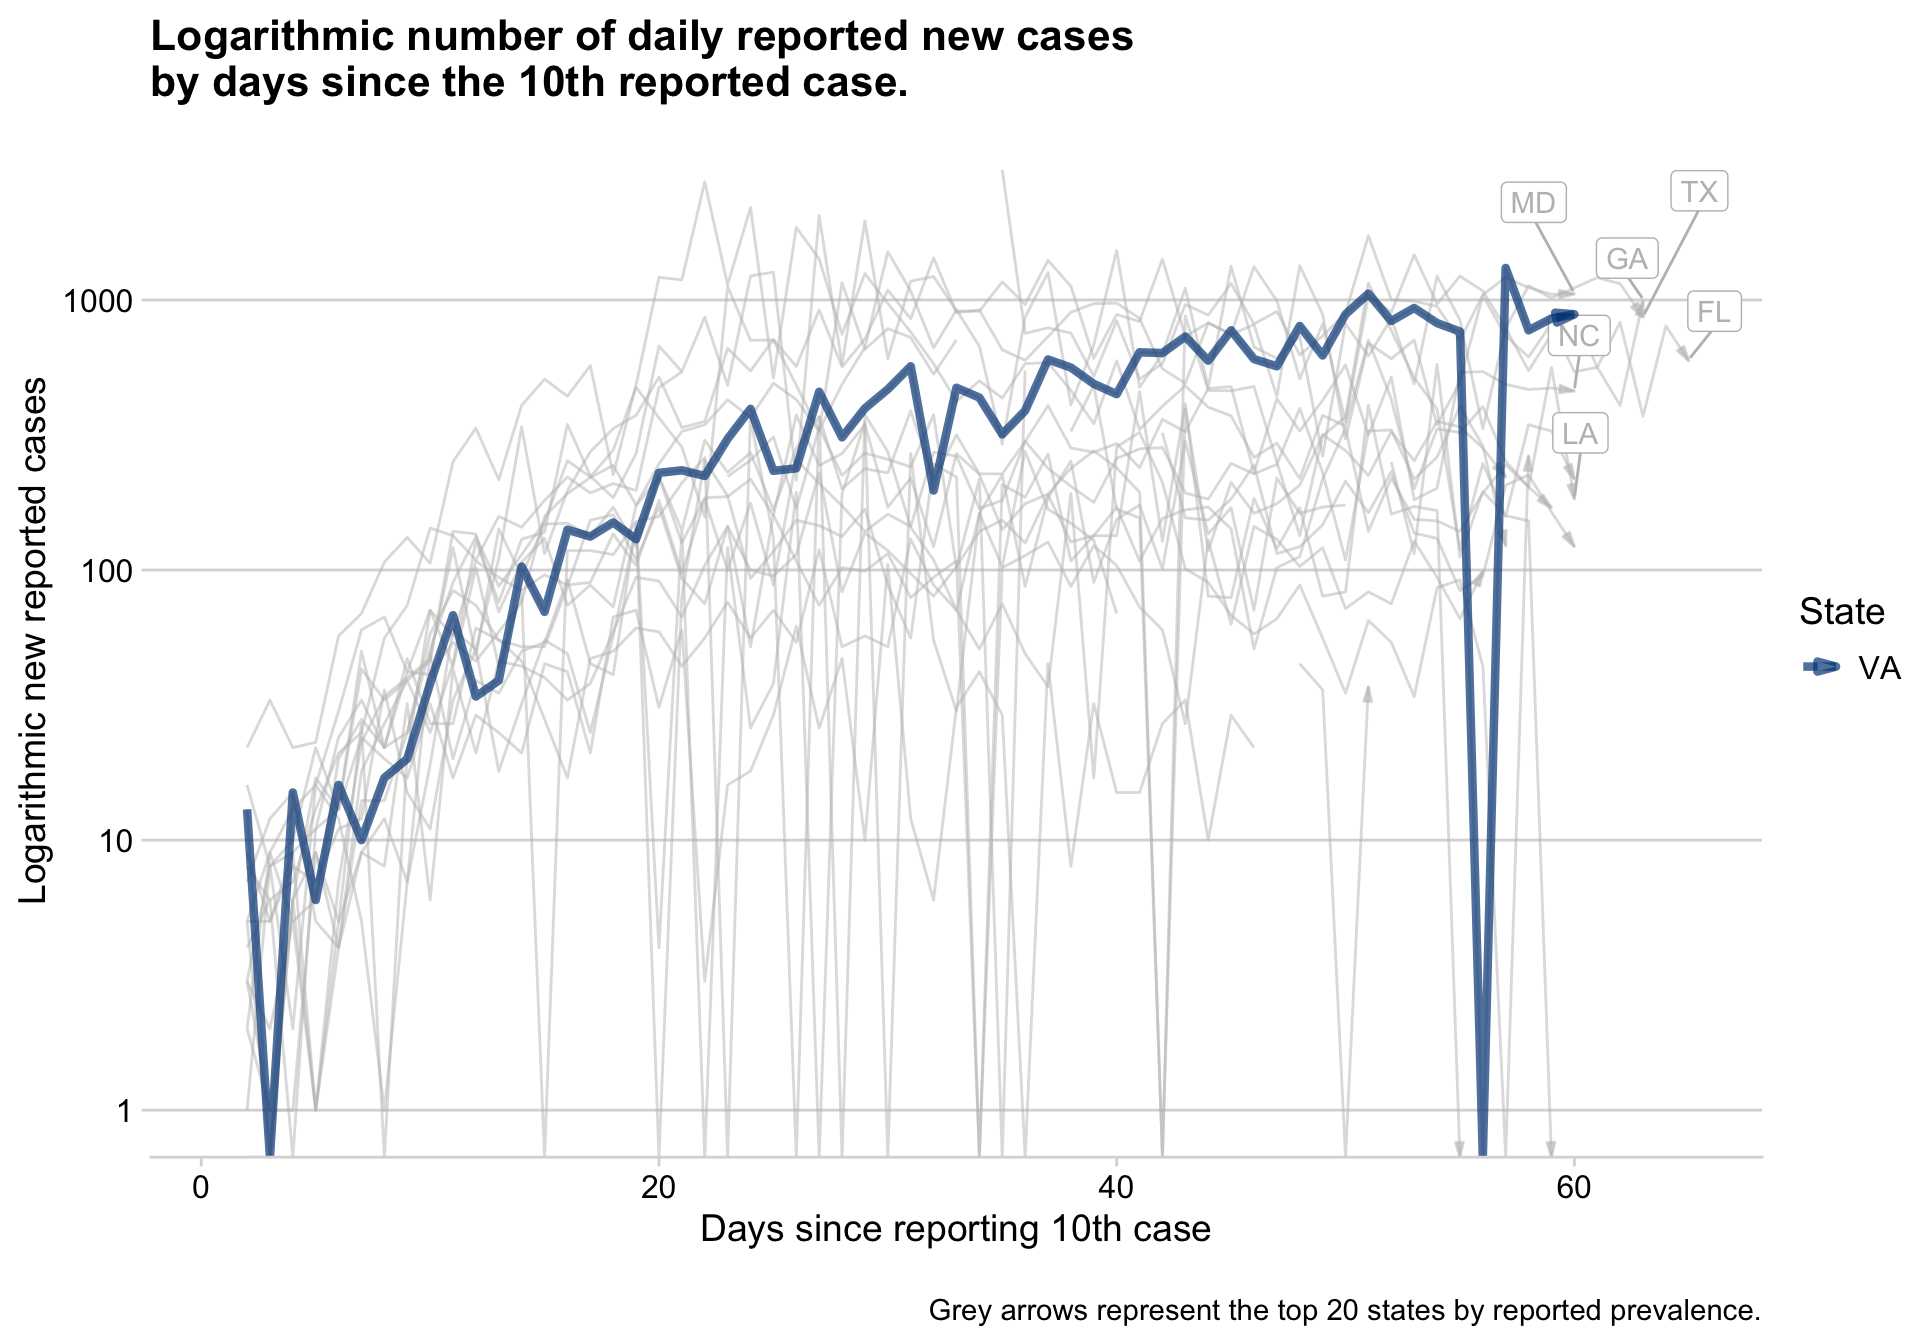 Logarithmic number of daily reported new cases
by days since the 10th reported case.
MD
TX
GA
FL
NC
LA
Logarithmic new reported cases
1000
100
10
1
0
20
40
60
Days since reporting 10th case
State
VA
Grey arrows represent the top 20 states by reported prevalence.